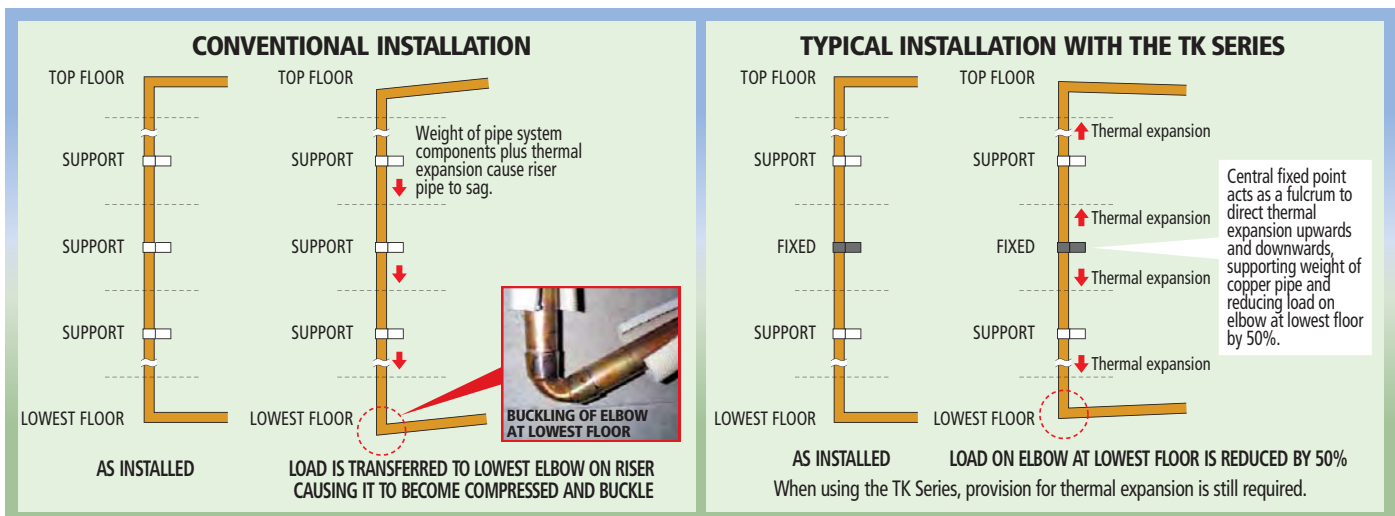 CONVENTIONAL INSTALLATION
TOP FLOOR
SUPPORT
SUPPORT
SUPPORT
LOWEST FLOOR
AS INSTALLED
TOP FLOOR
Weight of pipe system
components plus thermal
expansion cause riser
pipe to sag.
SUPPORT
SUPPORT
SUPPORT
LOWEST FLOOR
BUCKLING OF ELBOW
AT LOWEST FLOOR
LOAD IS TRANSFERRED TO LOWEST ELBOW ON RISER
CAUSING IT TO BECOME COMPRESSED AND BUCKLE
TYPICAL INSTALLATION WITH THE TK SERIES
TOP FLOOR
SUPPORT
FIXED
SUPPORT
LOWEST FLOOR
AS INSTALLED
TOP FLOOR
Thermal expansion
SUPPORT
Thermal expansion
FIXED
Thermal expansion
SUPPORT
Thermal expansion
LOWEST FLOOR
Central fixed point
acts as a fulcrum to
direct thermal
expansion upwards
and downwards,
supporting weight of
copper pipe and
reducing load on
elbow at lowest floor
by 50%.
LOAD ON ELBOW AT LOWEST FLOOR IS REDUCED BY 50%
When using the TK Series, provision for thermal expansion is still required.